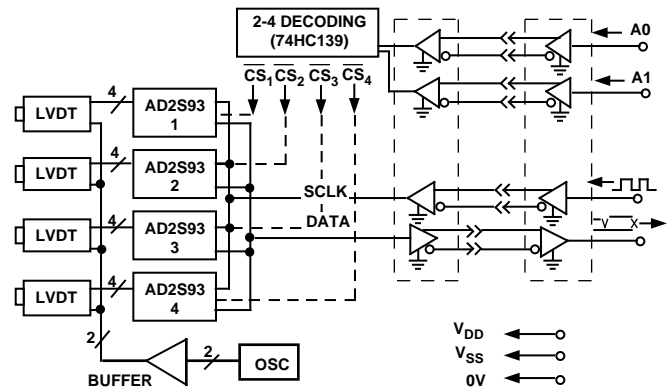 2-4 DECODING
(74HC139)
A0
A1
CS1 CS2 CS3 CS4
4
LVDT
AD2S93
1
4
LVDT
AD2S93
2
SCLK
DATA
4
LVDT
AD2S93
3
4
LVDT
AD2S93
4
2
BUFFER
2
OSC
VDD
VSS
0V